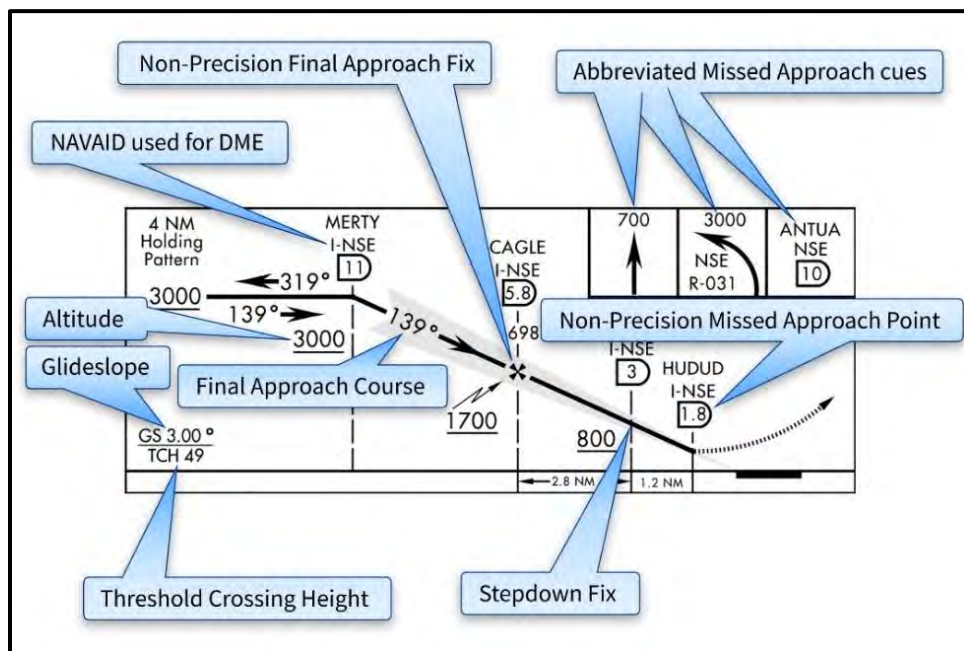 Non-Precision Final Approach Fix
Abbreviated Missed Approach cues
NAVAID used for DME
4 NM
Holding
Pattern
MERTY
I-NSE
11
CAGLE
I-NSE
5.8
700
3000
NSE
R-031
ANTUA
NSE
10
319°
3000
139°
3000
139°
698
Altitude
Glideslope
Final Approach Course
Non-Precision Missed Approach Point
I-NSE
3
HUDUD
I-NSE
1.8
1700
800
GS 3.00 °
TCH 49
2.8 NM
1.2 NM
Threshold Crossing Height
Stepdown Fix